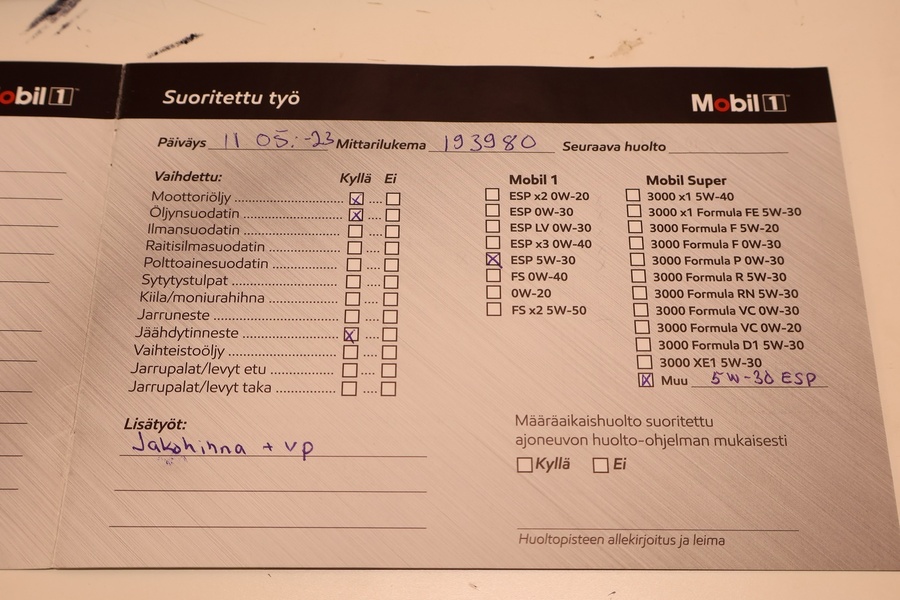 Mobil 1
Suoritettu työ
Mobil 1
Päiväys 11 05.-23 Mittarilukema 193980 Seuraava huolto
Vaihdettu: Kyllä Ei
Moottoriöljy
Öljynsuodatin
Ilmansuodatin
Raitisilmasuodatin
Polttoainesuodatin
Sytytystulpat
Kiila/moniurahihna
Jarruneste
Jäähdytinneste
Vaihteistoöljy
Jarrupalat/levyt etu
Jarrupalat/levyt taka
Lisätyöt:
Jakohinna + vp
Mobil 1
ESP x2 0W-20
ESP 0W-30
ESP LV 0W-30
ESP x3 0W-40
ESP 5W-30
FS 0W-40
0W-20
FS x2 5W-50
Mobil Super
3000 x1 5W-40
3000 x1 Formula FE 5W-30
3000 Formula F 5W-20
3000 Formula F 0W-30
3000 Formula P 0W-30
3000 Formula R 5W-30
3000 Formula RN 5W-30
3000 Formula VC 0W-30
3000 Formula VC 0W-20
3000 Formula D1 5W-30
3000 XE1 5W-30
Muu 5W-30 ESP
Määräaikaishuolto suoritettu
ajoneuvon huolto-ohjelman mukaisesti
Kyllä Ei
Huoltopisteen allekirjoitus ja leima